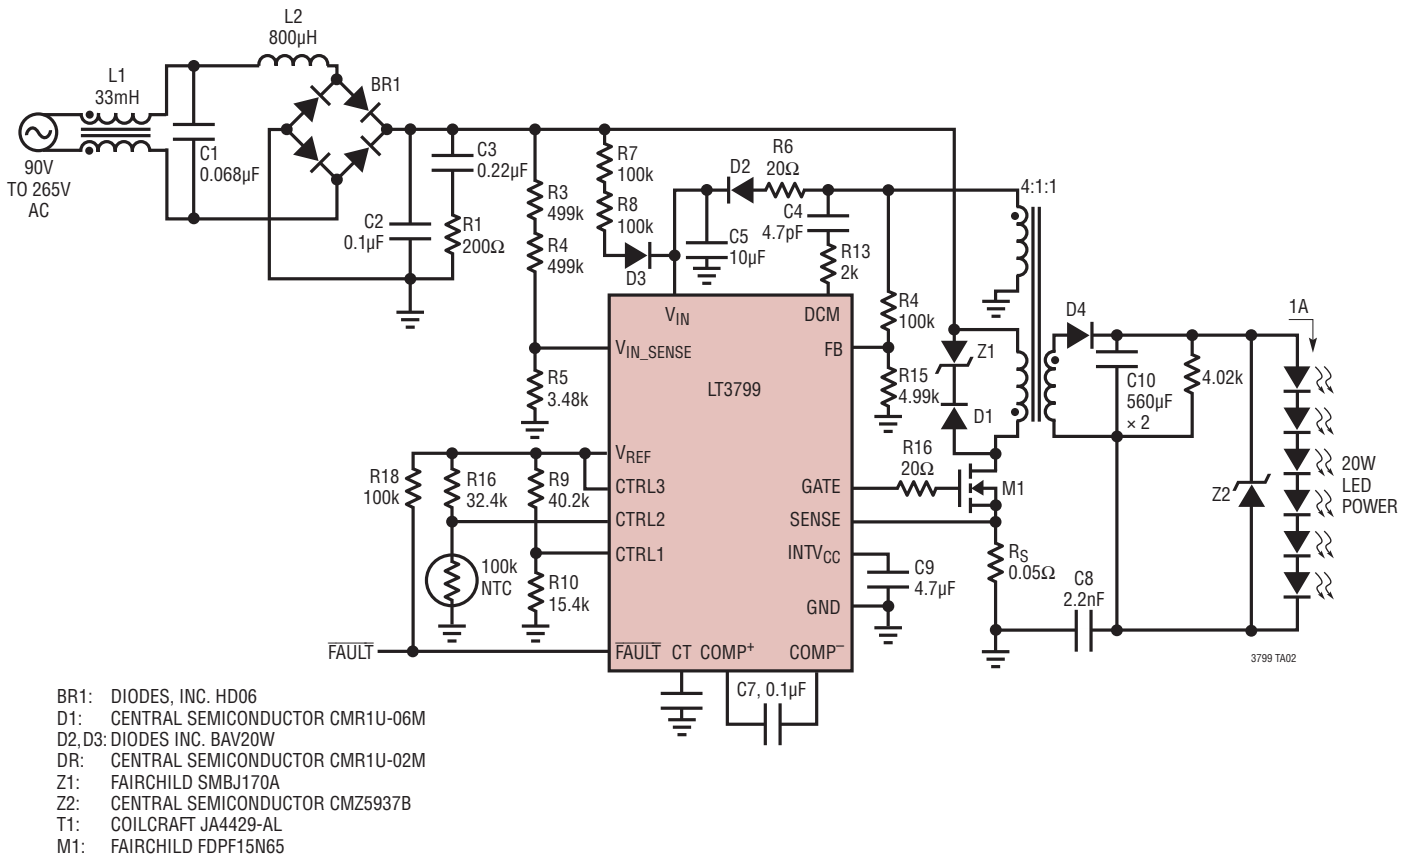 L1
33mH
90V
TO 265V
AC
L2
800µH
BR1
C1
0.068µF
C2
0.1µF
C3
0.22µF
R1
200Ω
R3
499k
R4
499k
R5
3.48k
R7
100k
R8
100k
D3
D2
R6
20Ω
C5
10µF
C4
4.7pF
R13
2k
R4
100k
R15
4.99k
4:1:1
Z1
D1
D4
1A
C10
560µF
× 2
4.02k
Z2
20W
LED
POWER
VIN
DCM
VIN_SENSE
FB
LT3799
VREF
CTRL3
GATE
CTRL2
SENSE
CTRL1
INTVCC
GND
FAULT
CT
COMP+
COMP–
R16
20Ω
M1
RS
0.05Ω
C9
4.7µF
C8
2.2nF
R18
100k
R16
32.4k
R9
40.2k
100k
NTC
R10
15.4k
FAULT
C7, 0.1µF
3799 TA02
BR1: DIODES, INC. HD06
D1: CENTRAL SEMICONDUCTOR CMR1U-06M
D2,D3: DIODES INC. BAV20W
DR: CENTRAL SEMICONDUCTOR CMR1U-02M
Z1: FAIRCHILD SMBJ170A
Z2: CENTRAL SEMICONDUCTOR CMZ5937B
T1: COILCRAFT JA4429-AL
M1: FAIRCHILD FDPF15N65